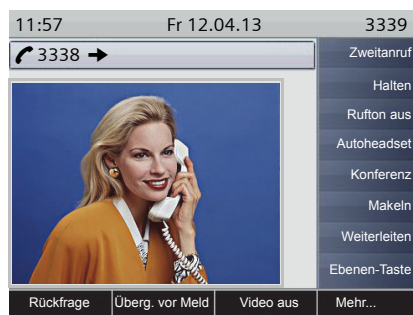 11:57 Fr 12.04.13 3339
3338 →
Zweitanruf
Halten
Rufton aus
Autoheadset
Konferenz
Makeln
Weiterleiten
Ebenen-Taste
Rückfrage Überg. vor Meld Video aus Mehr...